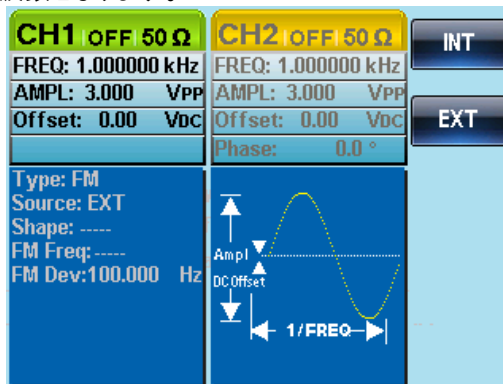 CH1 OFF 50 Ω
FREQ: 1.000000 kHz
AMPL: 3.000 VPP
Offset: 0.00 VDC
CH2 OFF 50 Ω
FREQ: 1.000000 kHz
AMPL: 3.000 VPP
Offset: 0.00 VDC
Phase: 0.0 °
INT
EXT
Type: FM
Source: EXT
Shape: -----
FM Freq:-----
FM Dev:100.000 Hz
Ampl
DC Offset
1/FREQ